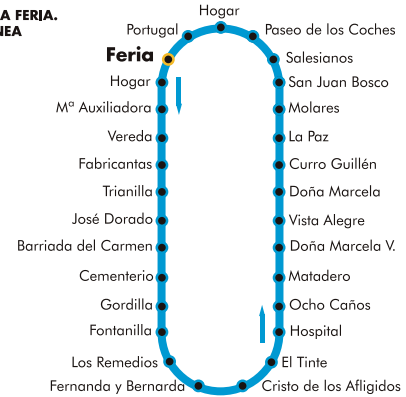 A FERIA.
NEA
Hogar
Portugal
Paseo de los Coches
Feria
Salesianos
Hogar
San Juan Bosco
Mª Auxiliadora
Molares
Vereda
La Paz
Fabricantas
Curro Guillén
Trianilla
Doña Marcela
José Dorado
Vista Alegre
Barriada del Carmen
Doña Marcela V.
Cementerio
Matadero
Gordilla
Ocho Caños
Fontanilla
Hospital
Los Remedios
El Tinte
Fernanda y Bernarda
Cristo de los Afligidos